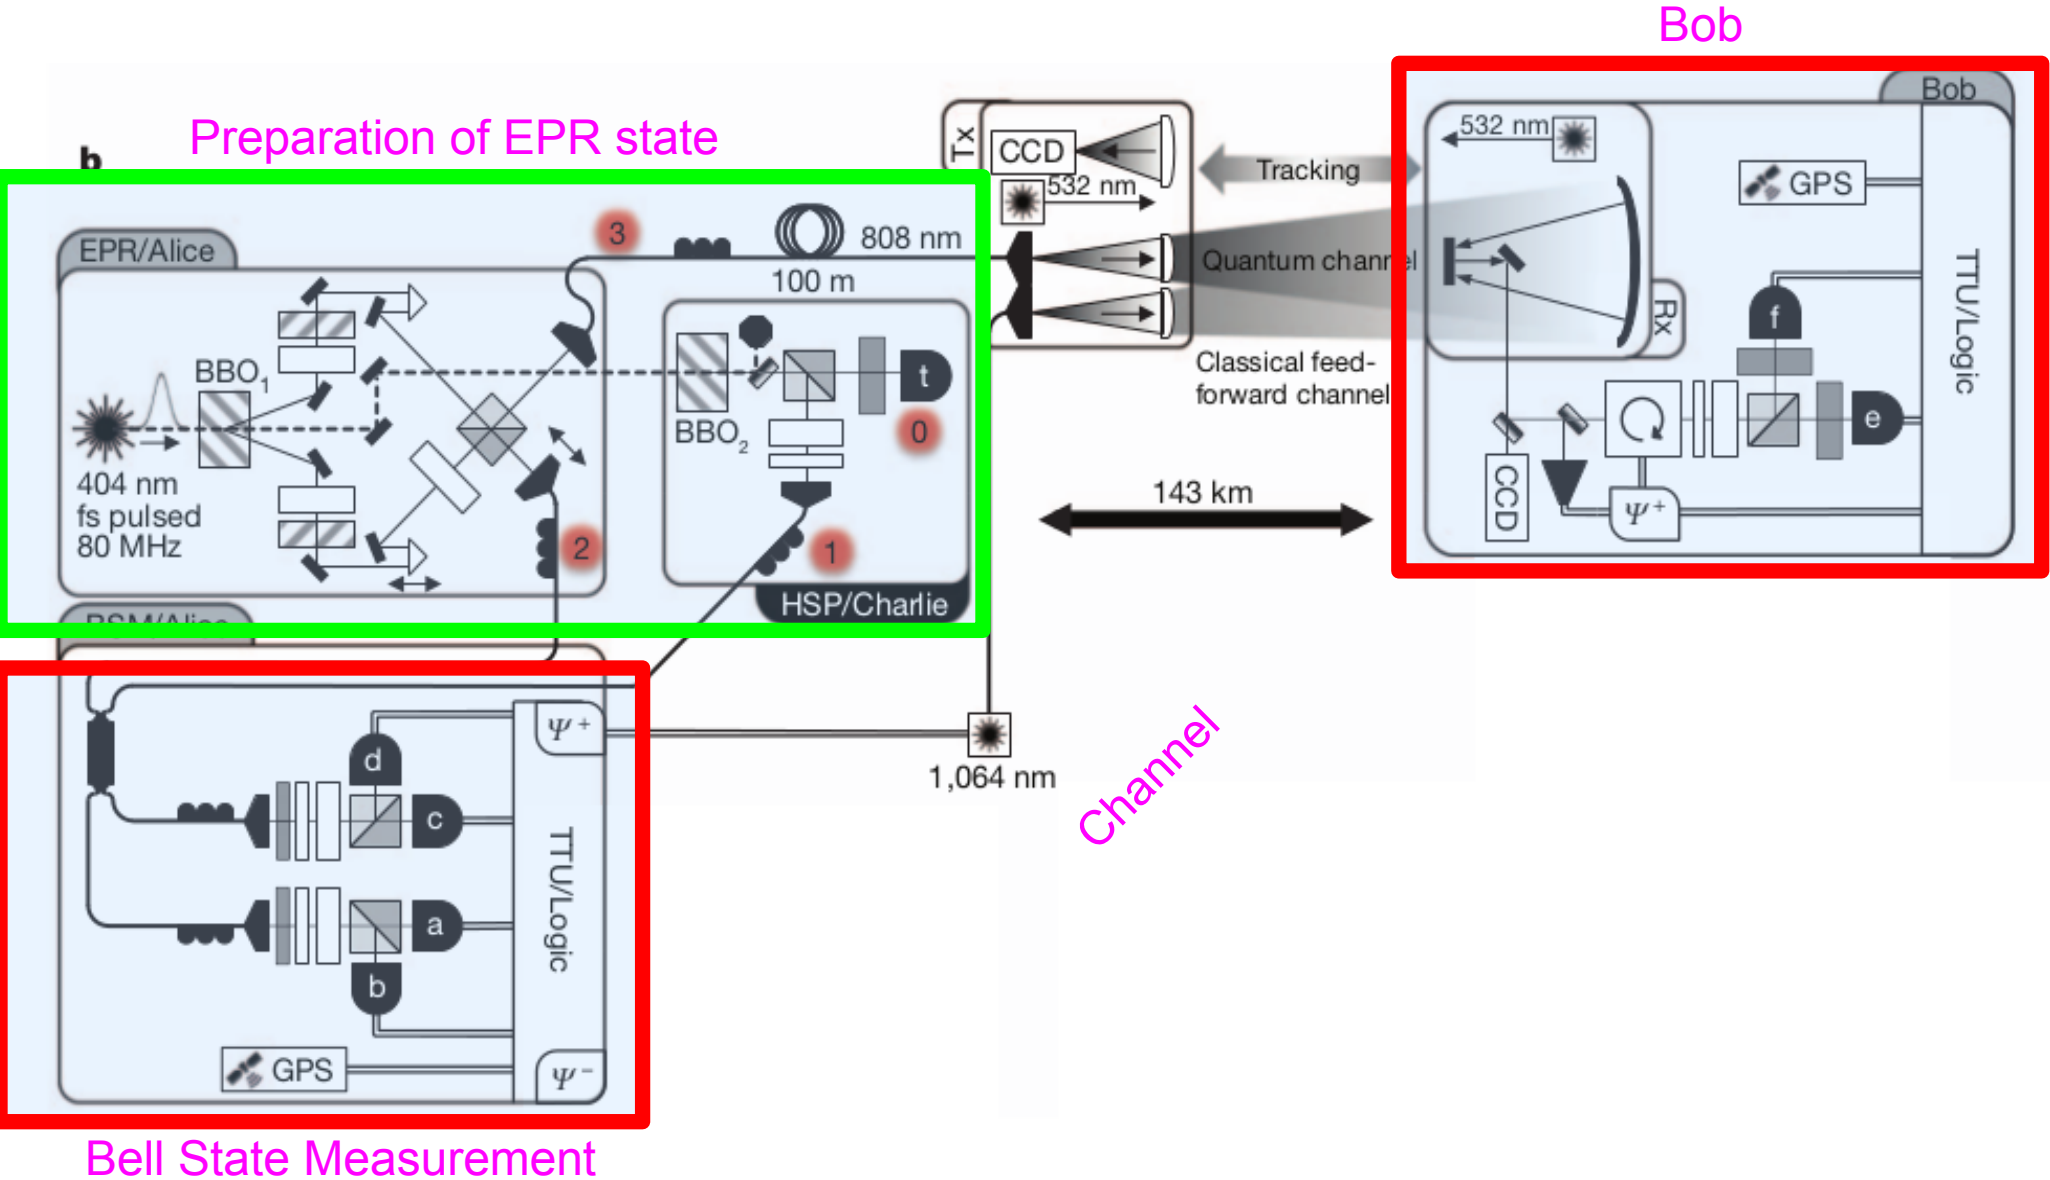 Bob
Preparation of EPR state
b
Bob
532 nm
Tx
CCD
532 nm
Tracking
GPS
EPR/Alice
3
808 nm
100 m
Quantum channel
Rx
TTU/Logic
f
BBO1
BBO2
t
0
Classical feed-
forward channel
e
404 nm
fs pulsed
80 MHz
2
1
143 km
CCD
Ψ+
HSP/Charlie
BSM/Alice
Ψ+
d
1,064 nm
Channel
c
TTU/Logic
a
b
GPS
Ψ-
Bell State Measurement